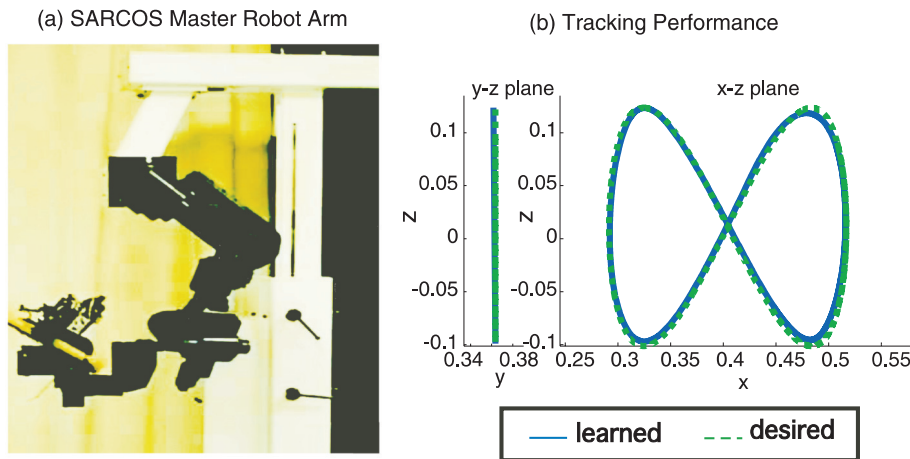 (a) SARCOS Master Robot Arm
(b) Tracking Performance
y-z plane
x-z plane
0.1
0.05
0
-0.05
-0.1
z
0.34
0.38
y
0.1
0.05
0
-0.05
-0.1
z
0.25
0.3
0.35
0.4
0.45
0.5
0.55
x
learned
desired